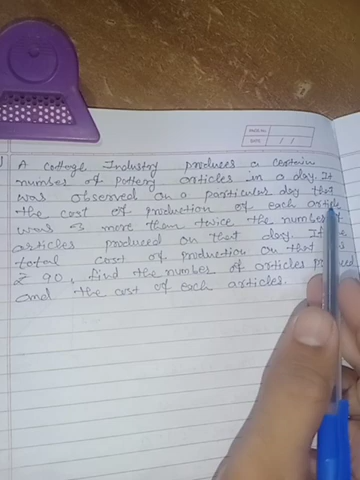 PAGE No.
DATE / /
A cottage Industry produces a certain
number of pottery articles in a day. It
was observed on a particular day that
the cost of production of each article
was 3 more than twice the number of
articles produced on that day. If the
total cost of production on that
₹ 90, find the number of articles produced
and the cost of each articles.